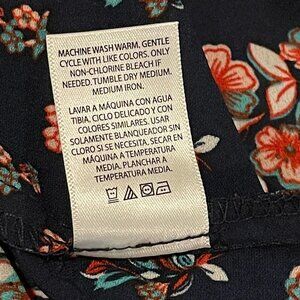 MACHINE WASH WARM. GENTLE
CYCLE WITH LIKE COLORS. ONLY
NON-CHLORINE BLEACH IF
NEEDED. TUMBLE DRY MEDIUM.
MEDIUM IRON.
LAVAR A MÁQUINA CON AGUA
TIBIA. CICLO DELICADO Y CON
COLORES SIMILARES. USAR
SOLAMENTE BLANQUEADOR SIN
CLORO SI SE NECESITA. SECAR
A MÁQUINA A TEMPERATURA
MEDIA. PLANCHAR A
TEMPERATURA MEDIA.